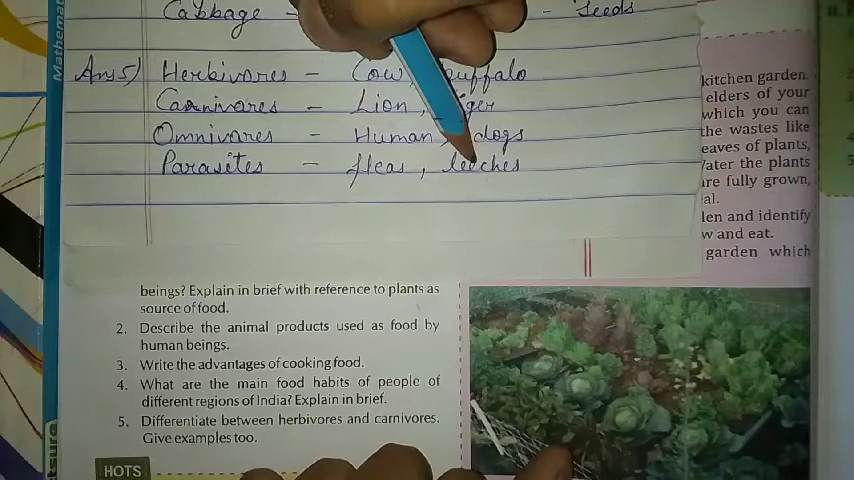 Mathemat
Cabbage - - Seeds
Ans 5) Herbivores - Cow, buffalo
Carnivares - Lion, tiger
Omnivares - Human, dogs
Parasites - fleas, leeches
kitchen garden.
elders of your
which you can
the wastes like
eaves of plants,
Water the plants
are fully grown,
al.
len and identify
w and eat.
garden which
beings? Explain in brief with reference to plants as
source of food.
2. Describe the animal products used as food by
human beings.
3. Write the advantages of cooking food.
4. What are the main food habits of people of
different regions of India? Explain in brief.
5. Differentiate between herbivores and carnivores.
Give examples too.
HOTS